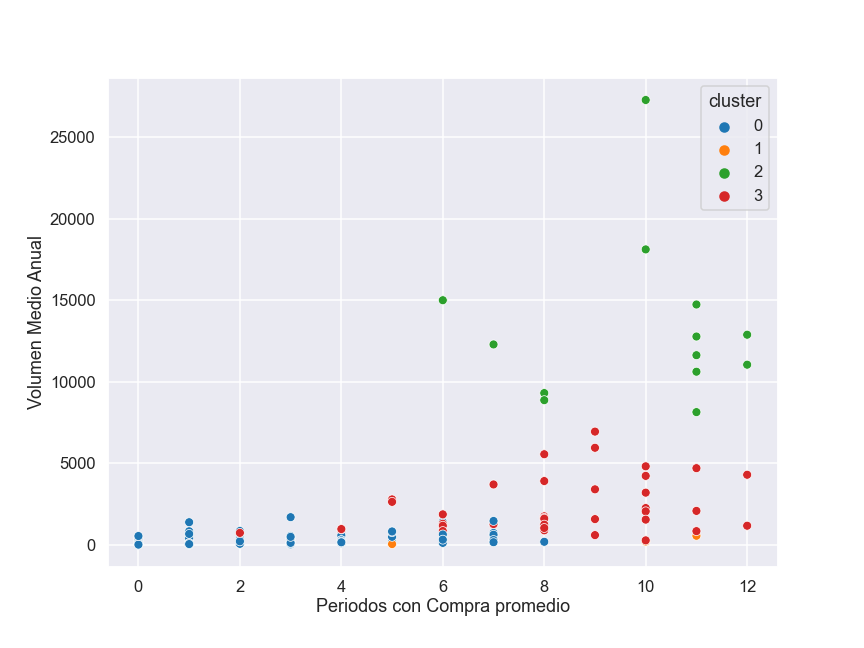 cluster
0
1
2
3
25000
20000
15000
10000
5000
0
Volumen Medio Anual
0 2 4 6 8 10 12
Periodos con Compra promedio